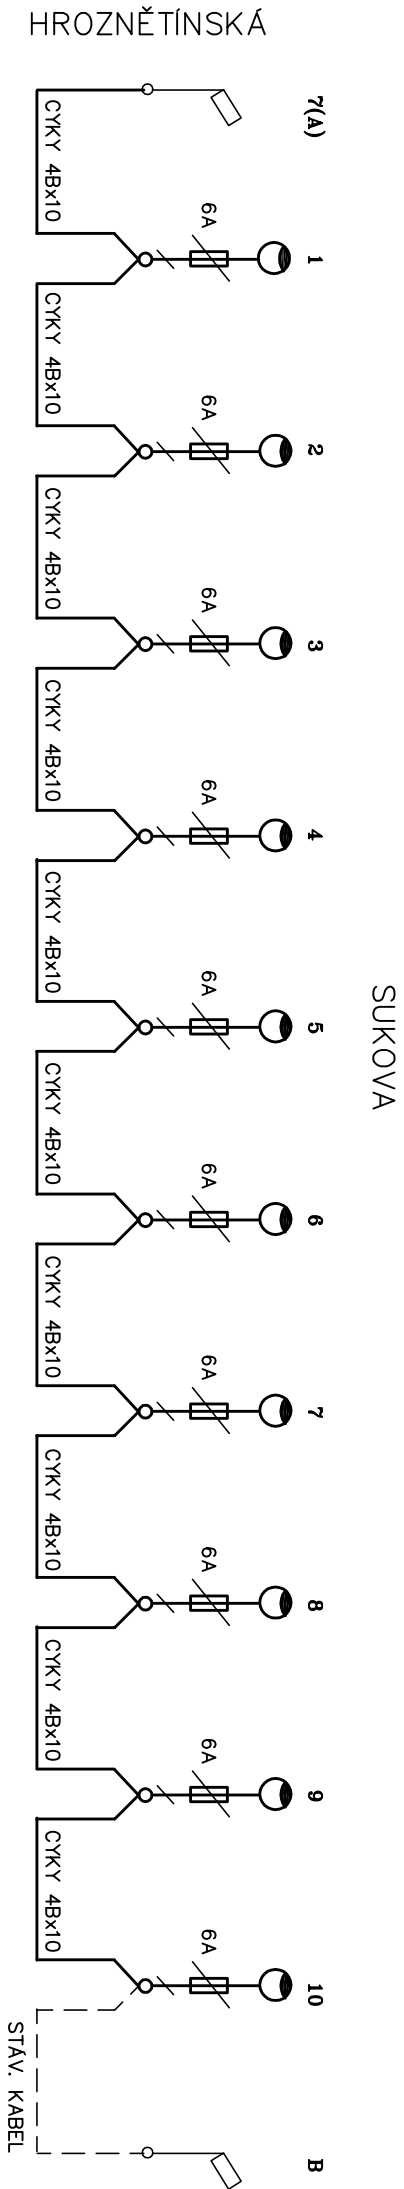 HROZNĚTÍNSKÁ
SUKOVA
7(A)
1
2
3
4
5
6
7
8
9
10
B
6A
6A
6A
6A
6A
6A
6A
6A
6A
6A
CYKY 4Bx10
CYKY 4Bx10
CYKY 4Bx10
CYKY 4Bx10
CYKY 4Bx10
CYKY 4Bx10
CYKY 4Bx10
CYKY 4Bx10
CYKY 4Bx10
CYKY 4Bx10
STÁV. KABEL